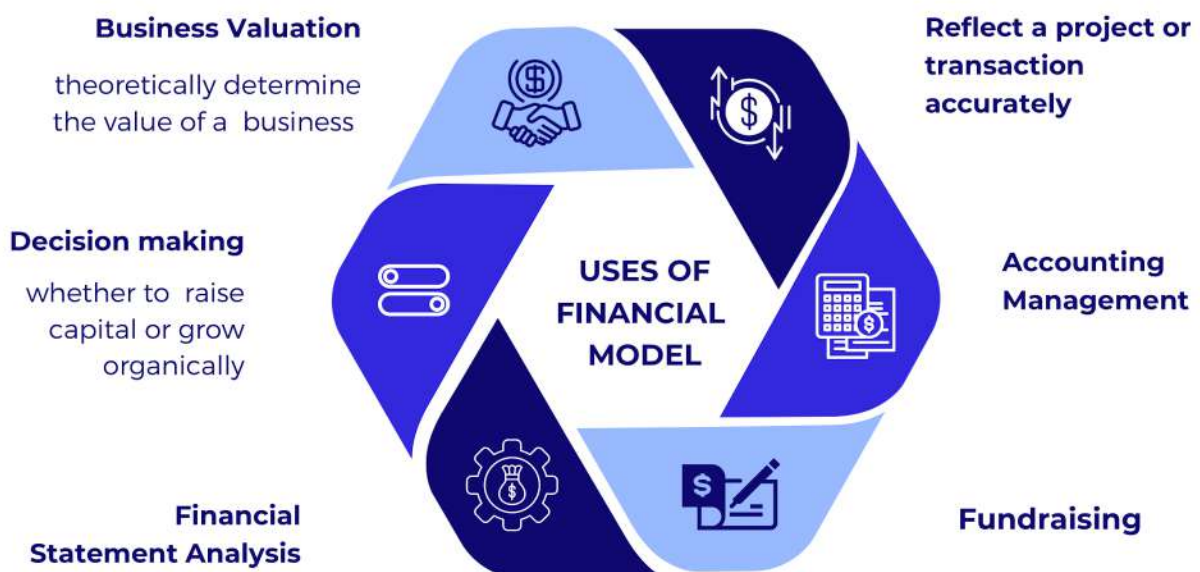 Business Valuation
theoretically determine
the value of a business
Reflect a project or
transaction
accurately
Decision making
whether to raise
capital or grow
organically
USES OF
FINANCIAL
MODEL
Accounting
Management
Financial
Statement Analysis
Fundraising